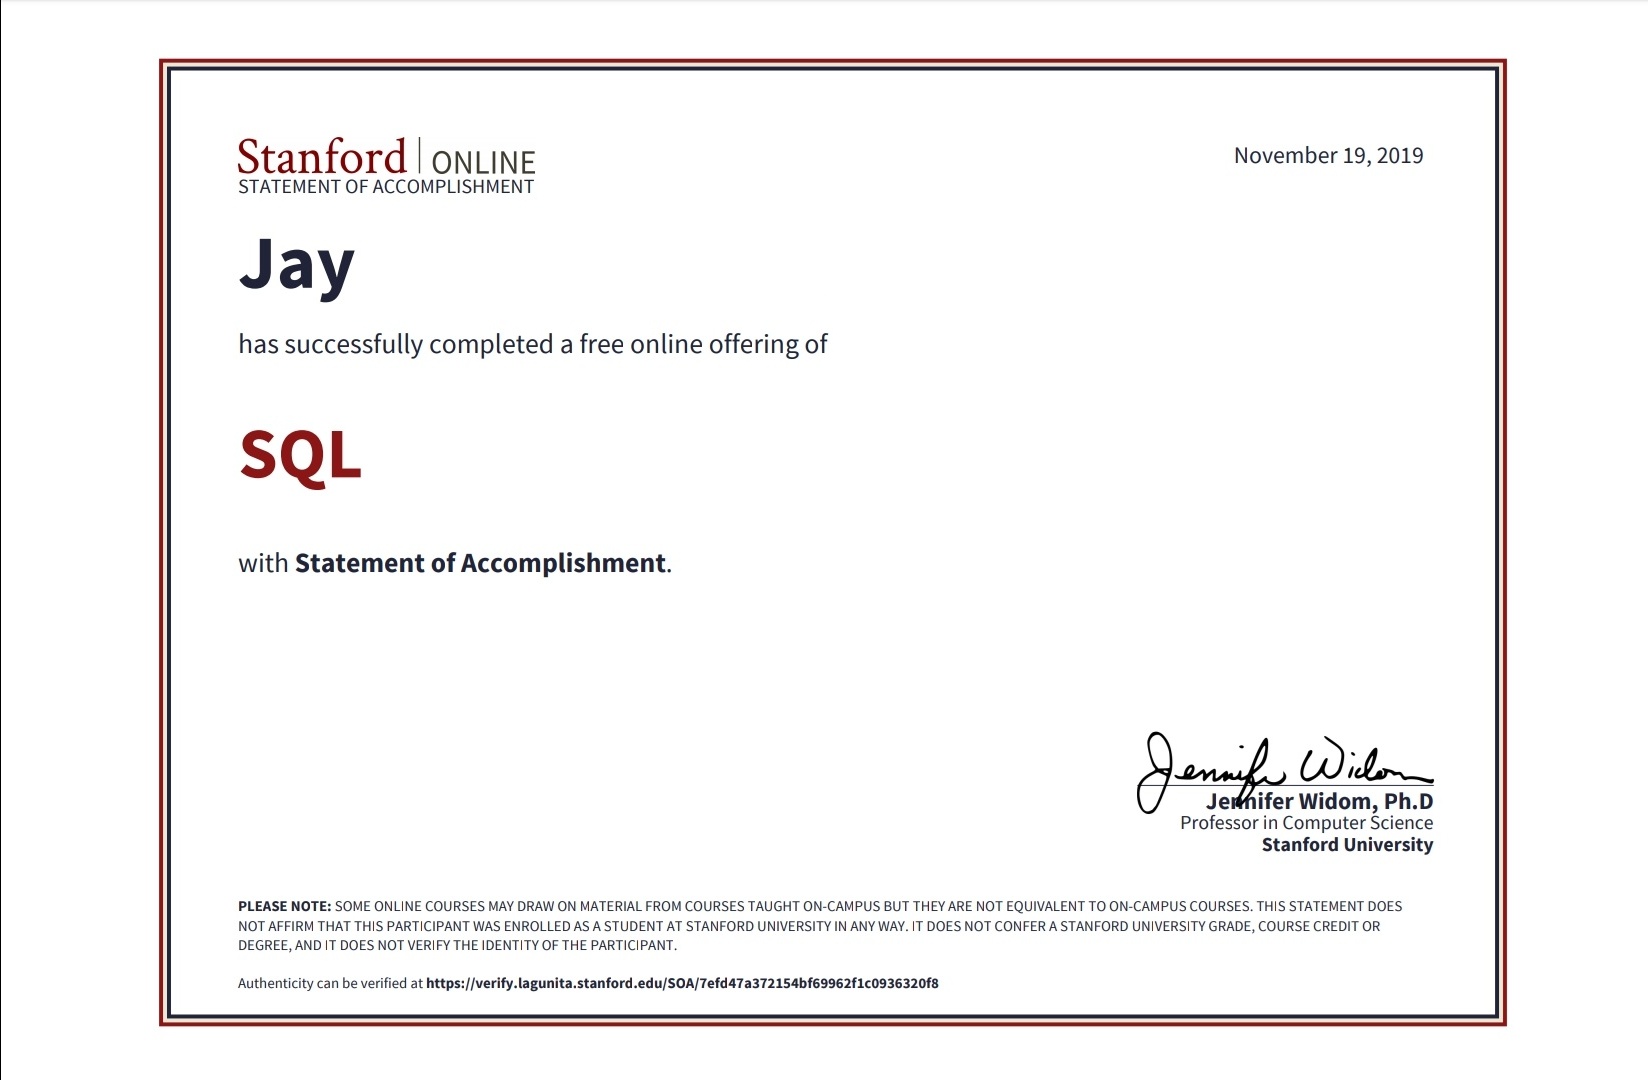 Stanford | ONLINE
November 19, 2019
STATEMENT OF ACCOMPLISHMENT
Jay
has successfully completed a free online offering of
SQL
with Statement of Accomplishment.
Jennifer Widom
Jennifer Widom, Ph.D
Professor in Computer Science
Stanford University
PLEASE NOTE: SOME ONLINE COURSES MAY DRAW ON MATERIAL FROM COURSES TAUGHT ON-CAMPUS BUT THEY ARE NOT EQUIVALENT TO ON-CAMPUS COURSES. THIS STATEMENT DOES
NOT AFFIRM THAT THIS PARTICIPANT WAS ENROLLED AS A STUDENT AT STANFORD UNIVERSITY IN ANY WAY. IT DOES NOT CONFER A STANFORD UNIVERSITY GRADE, COURSE CREDIT OR
DEGREE, AND IT DOES NOT VERIFY THE IDENTITY OF THE PARTICIPANT.
Authenticity can be verified at https://verify.lagunita.stanford.edu/SOA/7efd47a372154bf69962f1c0936320f8